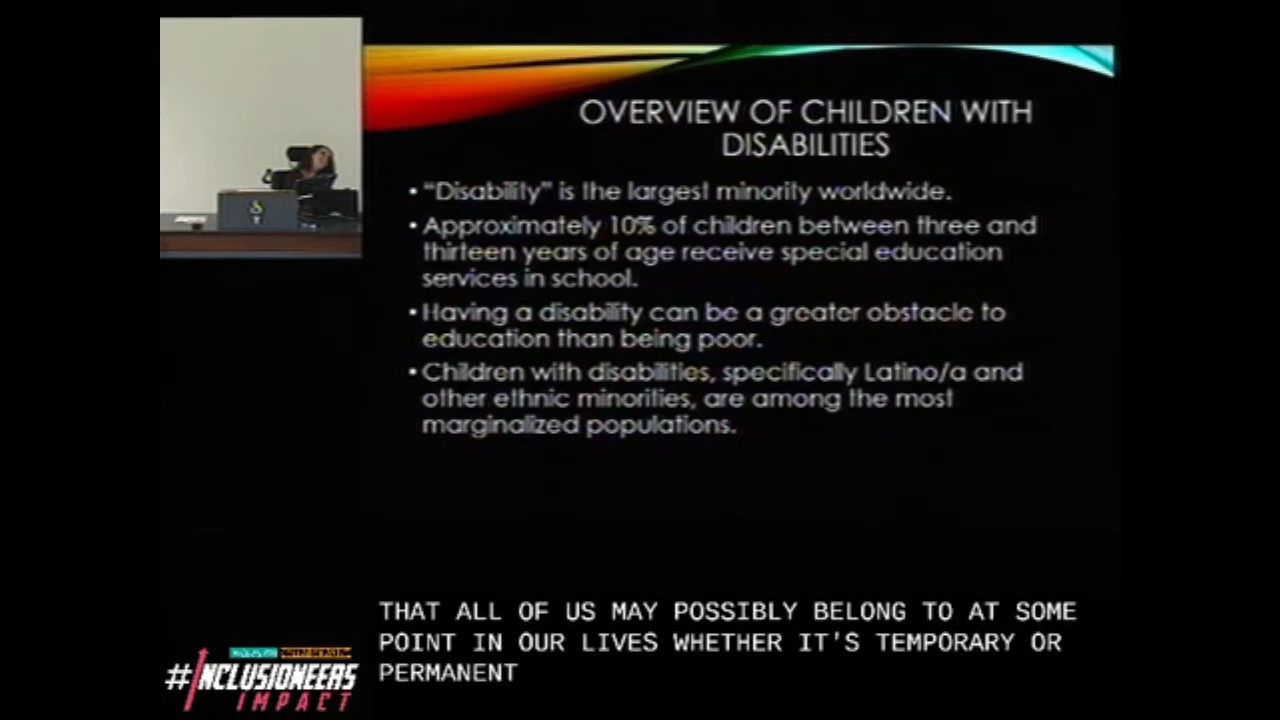 OVERVIEW OF CHILDREN WITH
DISABILITIES
• “Disability” is the largest minority worldwide.
• Approximately 10% of children between three and
thirteen years of age receive special education
services in school.
• Having a disability can be a greater obstacle to
education than being poor.
• Children with disabilities, specifically Latino/a and
other ethnic minorities, are among the most
marginalized populations.
THAT ALL OF US MAY POSSIBLY BELONG TO AT SOME
POINT IN OUR LIVES WHETHER IT'S TEMPORARY OR
PERMANENT
#INCLUSIONEERS
IMPACT